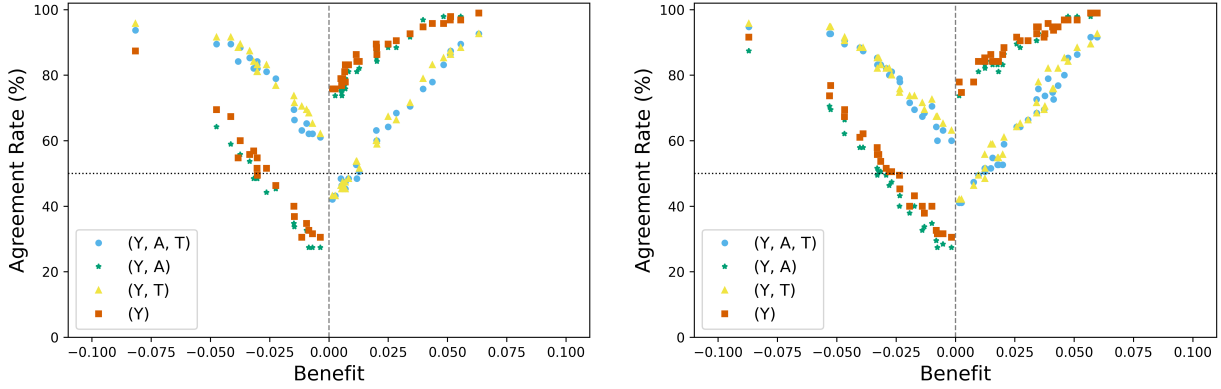 100
80
60
40
20
0
Agreement Rate (%)
(Y, A, T)
(Y, A)
(Y, T)
(Y)
−0.100 −0.075 −0.050 −0.025 0.000 0.025 0.050 0.075 0.100
Benefit
100
80
60
40
20
0
Agreement Rate (%)
(Y, A, T)
(Y, A)
(Y, T)
(Y)
−0.100 −0.075 −0.050 −0.025 0.000 0.025 0.050 0.075 0.100
Benefit